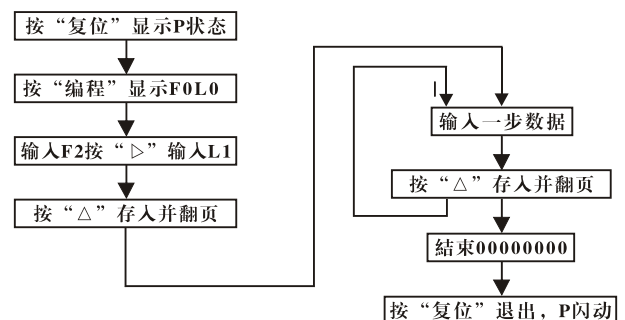 按“复位”显示P状态
按“编程”显示F0L0
输入F2按“▷”输入L1
按“△”存入并翻页
输入一步数据
按“△”存入并翻页
結束00000000
按“复位”退出，P闪动